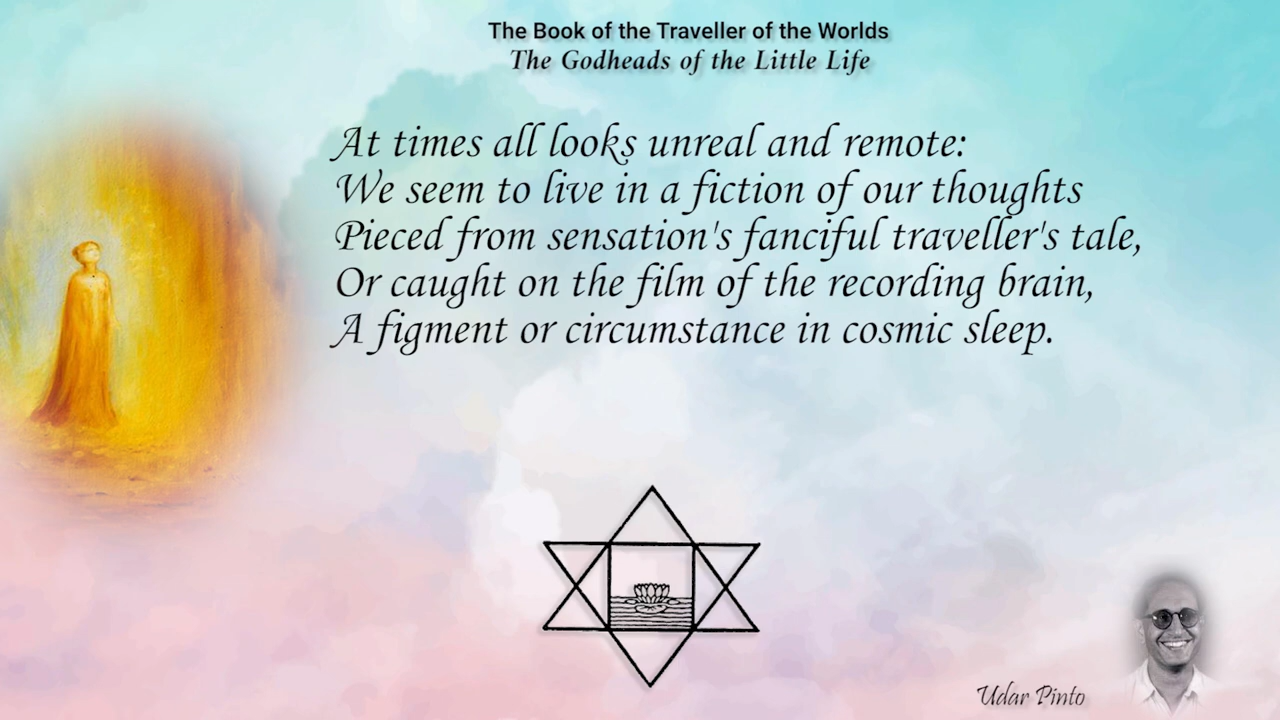 The Book of the Traveller of the Worlds
The Godheads of the Little Life
At times all looks unreal and remote:
We seem to live in a fiction of our thoughts
Pieced from sensation's fanciful traveller's tale,
Or caught on the film of the recording brain,
A figment or circumstance in cosmic sleep.
Udar Pinto